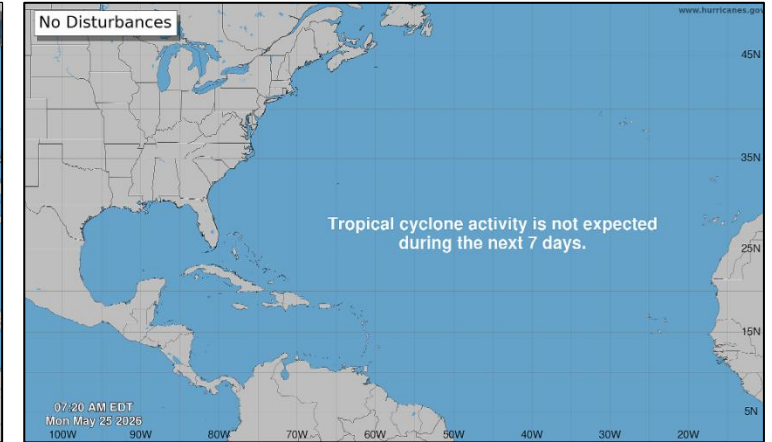 No Disturbances
www.hurricanes.gov
45N
35N
Tropical cyclone activity is not expected
during the next 7 days.
25N
15N
07:20 AM EDT
Mon May 25 2026
5N
100W 90W 80W 70W 60W 50W 40W 30W 20W